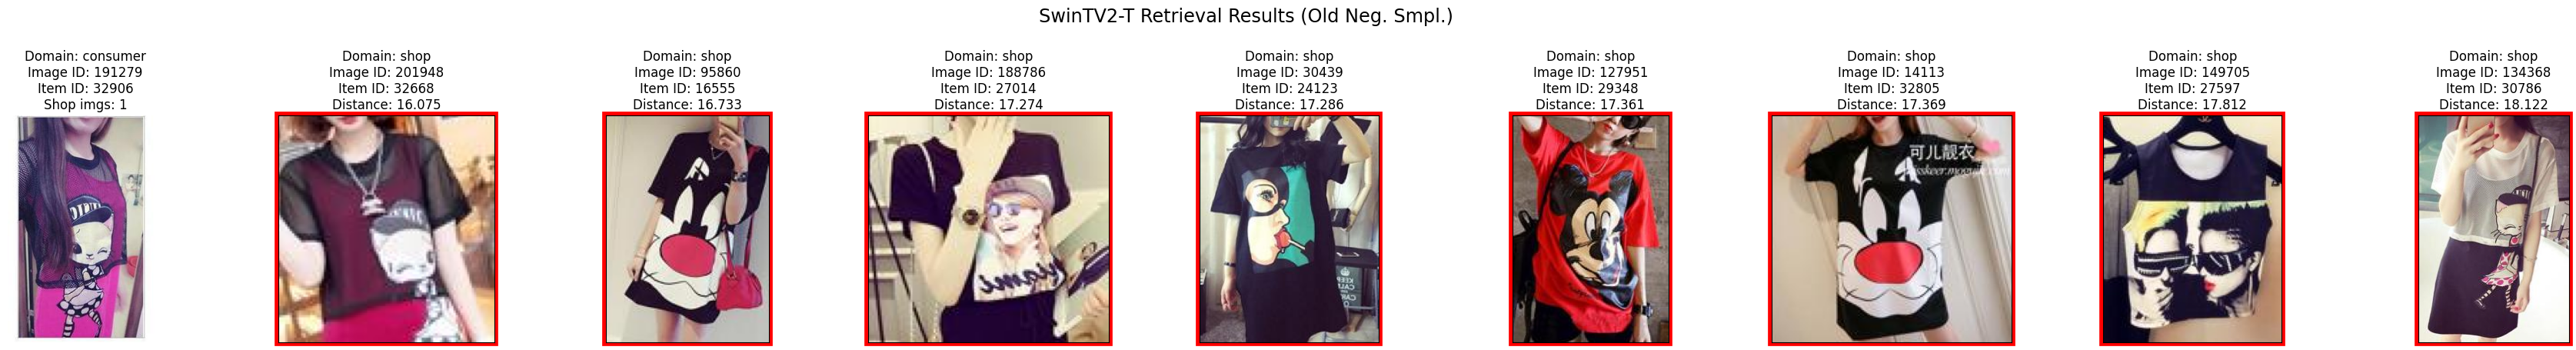 SwinTV2-T Retrieval Results (Old Neg. Smpl.)
Domain: consumer
Image ID: 191279
Item ID: 32906
Shop imgs: 1
Domain: shop
Image ID: 201948
Item ID: 32668
Distance: 16.075
Domain: shop
Image ID: 95860
Item ID: 16555
Distance: 16.733
Domain: shop
Image ID: 188786
Item ID: 27014
Distance: 17.274
Domain: shop
Image ID: 30439
Item ID: 24123
Distance: 17.286
Domain: shop
Image ID: 127951
Item ID: 29348
Distance: 17.361
Domain: shop
Image ID: 14113
Item ID: 32805
Distance: 17.369
Domain: shop
Image ID: 149705
Item ID: 27597
Distance: 17.812
Domain: shop
Image ID: 134368
Item ID: 30786
Distance: 18.122
可儿靓衣